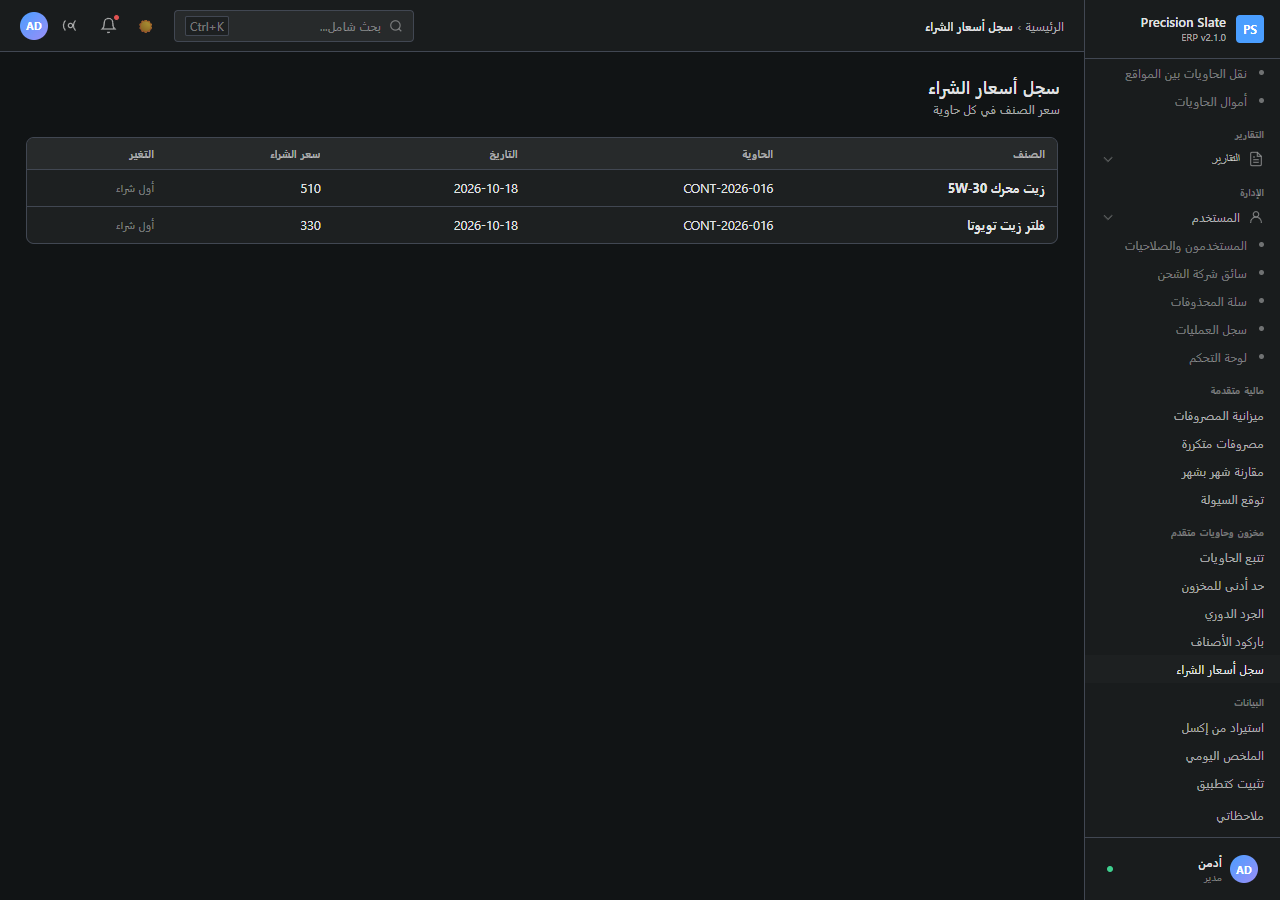 Precision Slate
ERP v2.1.0
PS
نقل الحاويات بين المواقع
أموال الحاويات
التقارير
التقارير
الإدارة
المستخدم
المستخدمون والصلاحيات
سائق شركة الشحن
سلة المحذوفات
سجل العمليات
لوحة التحكم
مالية متقدمة
ميزانية المصروفات
مصروفات متكررة
مقارنة شهر بشهر
توقع السيولة
مخزون وحاويات متقدم
تتبع الحاويات
حد أدنى للمخزون
الجرد الدوري
باركود الأصناف
سجل أسعار الشراء
البيانات
استيراد من إكسل
الملخص اليومي
تثبيت كتطبيق
ملاحظاتي
AD
أدمن
مدير
الرئيسية › سجل أسعار الشراء
بحث شامل... Ctrl+K
AD
سجل أسعار الشراء
سعر الصنف في كل حاوية
الصنف الحاوية التاريخ سعر الشراء التغير
زيت محرك 5W-30 CONT-2026-016 2026-10-18 510 أول شراء
فلتر زيت تويوتا CONT-2026-016 2026-10-18 330 أول شراء